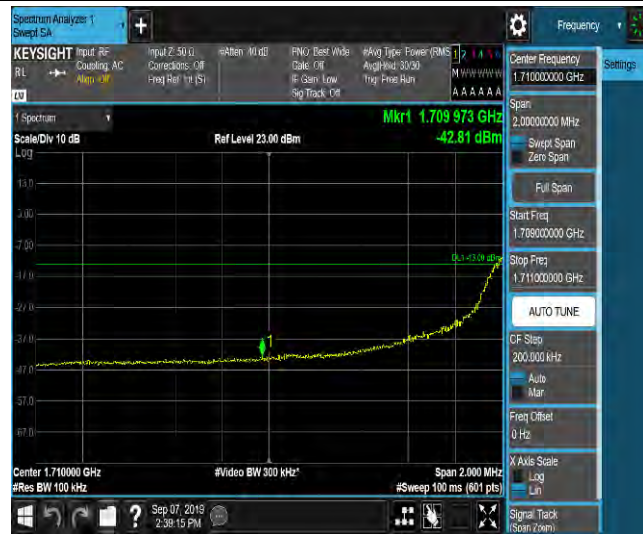 Spectrum Analyzer 1
Swept SA
+
Frequency
KEYSIGHT
RL
Input: RF
Coupling: AC
Align: Off
Input Z: 50 Ω
Corrections: Off
Freq Ref: Int (S)
#Atten: 40 dB
PNO: Best Wide
Gate: Off
IF Gain: Low
Sig Track: Off
#Avg Type: Power (RMS
Avg|Hold: 30/30
Trig: Free Run
M W W W W W
A A A A A A
LXI
1 Spectrum
Scale/Div 10 dB
Log
Ref Level 23.00 dBm
Mkr1 1.709 973 GHz
-42.81 dBm
13.0
3.00
-7.00
-17.0
-27.0
-37.0
-47.0
-57.0
-67.0
DL1 -13.00 dBm
1
Center 1.710000 GHz
#Res BW 100 kHz
#Video BW 300 kHz*
Span 2.000 MHz
#Sweep 100 ms (601 pts)
Center Frequency
1.710000000 GHz
Settings
Span
2.00000000 MHz
Swept Span
Zero Span
Full Span
Start Freq
1.709000000 GHz
Stop Freq
1.711000000 GHz
AUTO TUNE
CF Step
200.000 kHz
Auto
Man
Freq Offset
0 Hz
X Axis Scale
Log
Lin
Signal Track
(Span Zoom)
?
Sep 07, 2019
2:39:15 PM